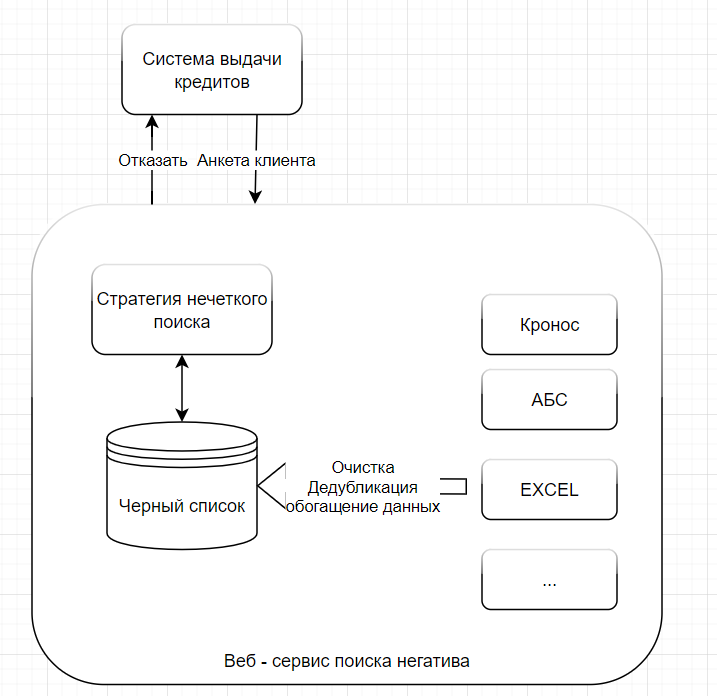 Система выдачи
кредитов
Отказать
Анкета клиента
Стратегия нечеткого
поиска
Кронос
АБС
Очистка
Дедубликация
обогащение данных
Черный список
EXCEL
...
Веб - сервис поиска негатива